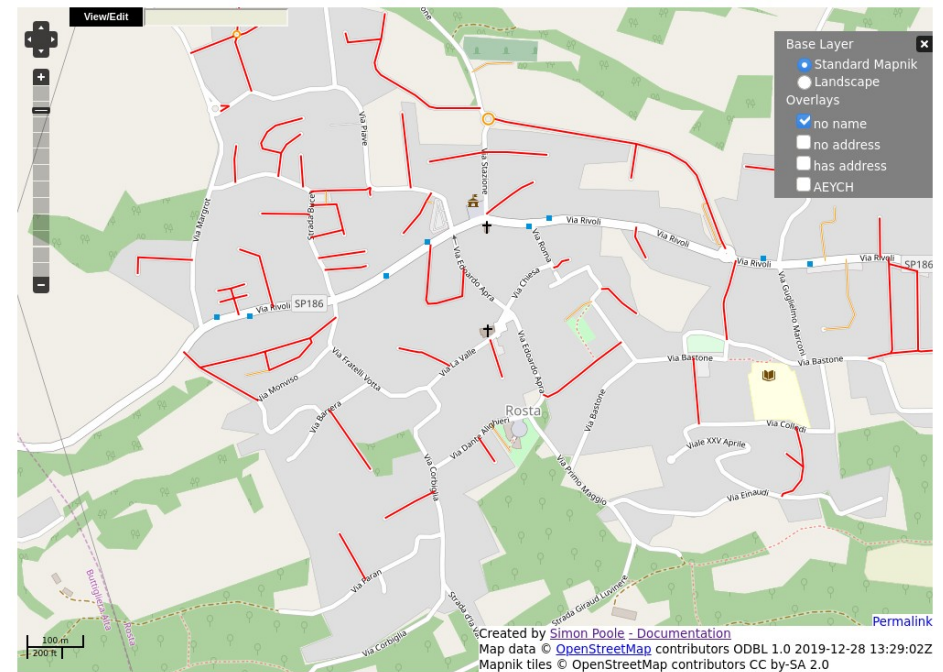 View/Edit
Base Layer
Standard Mapnik
Landscape
Overlays
no name
no address
has address
AEYCH
Via Piave
Via Stazione
Via Margrot
Strada Bucet
Via Rivoli
Via Rivoli
Via Rivoli
Via Rivoli
SP186
Via Roma
Via Edoardo Apra
Via Chiesa
Via Guglielmo Marconi
Via Rivoli
SP186
Via Edoardo Apra
Via La Valle
Via Fratelli Votta
Via Monviso
Via Bastone
Via Bastone
Via Bastone
Via Barrera
Rosta
Via Dante Alighieri
Via Colledi
Viale XXV Aprile
Via Corbiglia
Via Primo Maggio
Via Einaudi
Via Paran
Buttigliera Alta
Rosta
Strada Giraud Luvinere
Via Corbiglia
100 m
200 ft
Permalink
Created by Simon Poole - Documentation
Map data © OpenStreetMap contributors ODBL 1.0 2019-12-28 13:29:02Z
Mapnik tiles © OpenStreetMap contributors CC by-SA 2.0